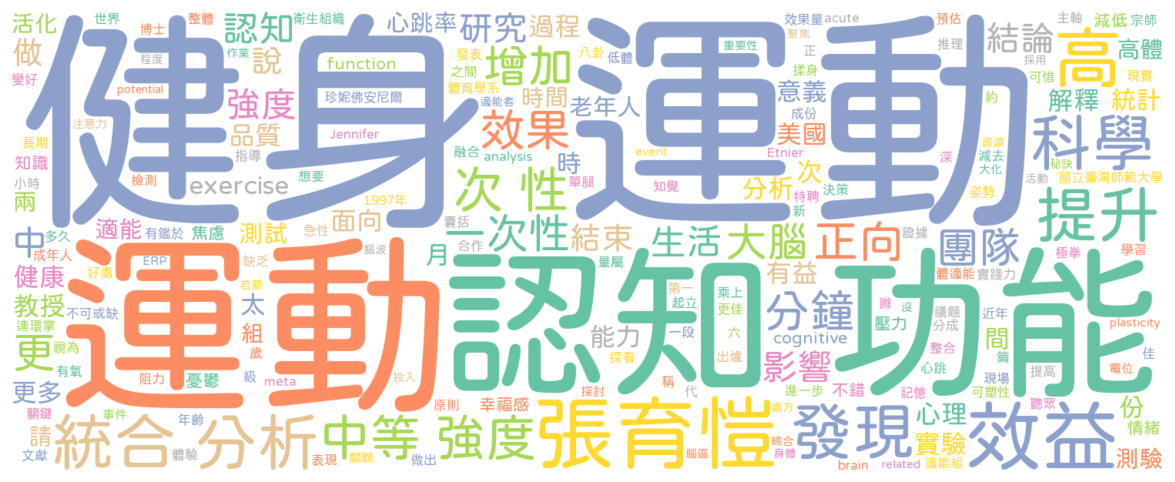 健身運動
運動
認知功能
張育愷
統合分析
中等強度
發現
效益
提升
科學
高
正向
團隊
分鐘
大腦
影響
生活
一次性
次性
效果
增加
研究
認知
過程
結論
心跳率
活化
世界
博士
整體
衛生組織
做
說
作業
程度
變好
potential
function
珍妮佛安尼爾
Jennifer
強度
品質
注意力
長期
知識
指導
檢測
小時
兩
exercise
想要
發表
之間
八卦
低體
體育學系
適能者
時間
老年人
融合
analysis
時
單腿
event
知覺
效果量
acute
聚焦
重要性
正
揉身
意義
成份
美國
Etnier
次
分析
特聘
新
決策
預估
推理
主軸
減低
宗師
採用
高體
可惜
現實
解釋
統計
約
資源
減去
秘訣
深
大化
活動
姿勢
國立臺灣師範大學
1997年
面向
囊括
適能
有鑑於
焦慮
測試
急性
腦波
合作
結束
量屬
月
中
多久
成年人
ERP
缺乏
健康
好處
若要
教授
不可或缺
連環掌
太
組
更
視為
有氧
歲
阻力
憂鬱
級
meta
投入
更多
關鍵
事件
年齡
原則
幸福感
請
文獻
體驗
關聯
表現
做出
有益
證據
極拳
學習
體適能
實踐力
第一
起立
乘上
更佳
蹲
沒
壓力
近年
議題
分成
能力
一段
六
cognitive
間
plasticity
探看
出爐
整合
篇
佳
心跳
提高
電位
探討
稱
代
進一步
不錯
記憶
現場
可塑性
聽眾
處方
心理
份
情緒
實驗
測驗
綜合
身體
腦區
brain
related
適能組